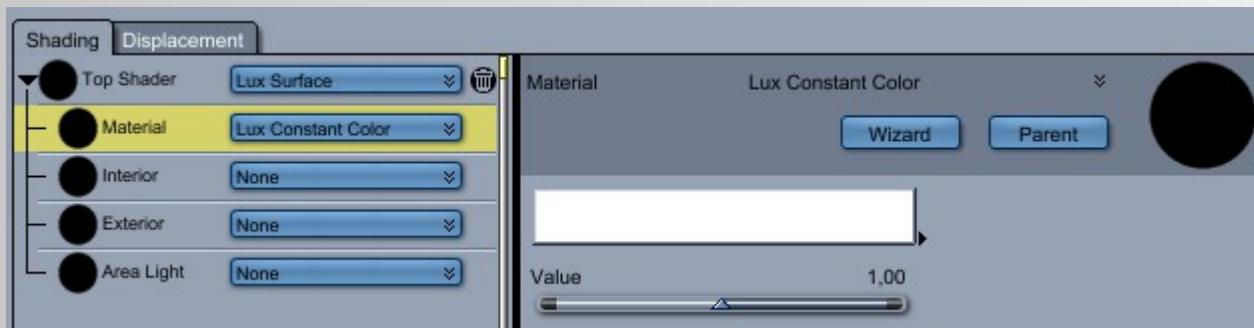 Shading Displacement
Top Shader Lux Surface
Material Lux Constant Color
Interior None
Exterior None
Area Light None
Material Lux Constant Color
Wizard Parent
Value 1,00